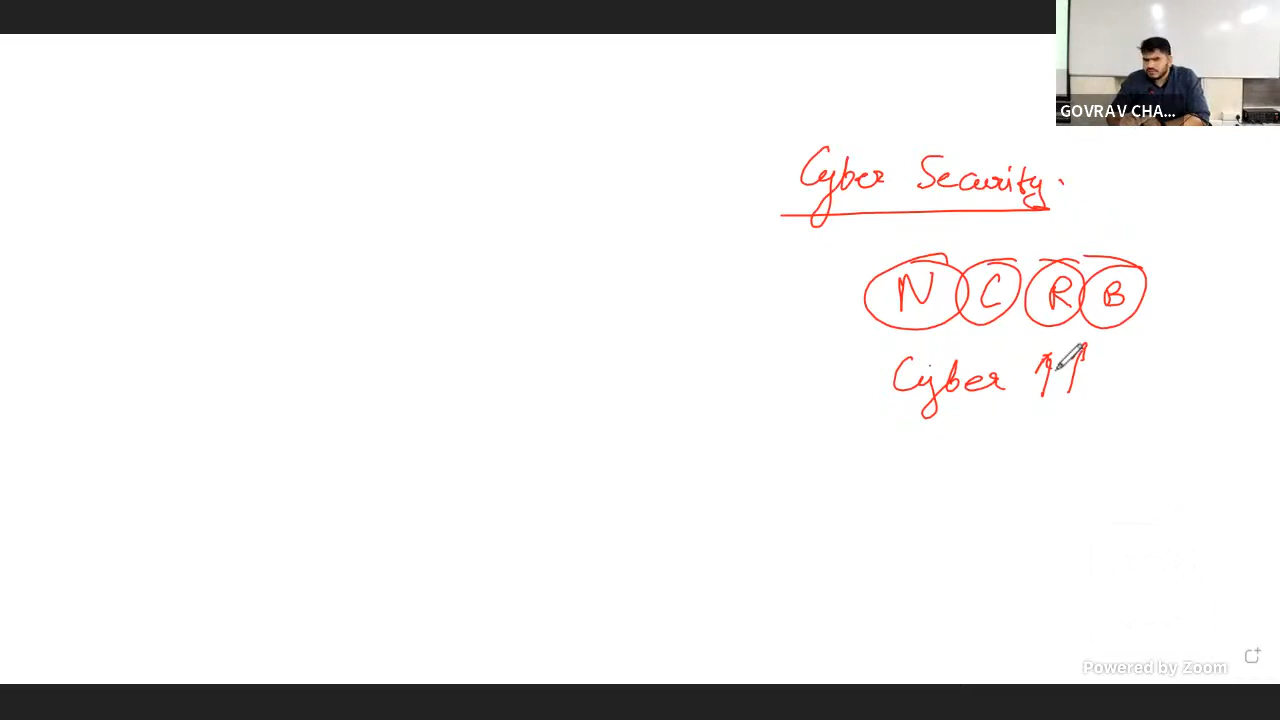 GOVRAV CHA...
Cyber Security.
N C R B
Cyber ↑↑
Powered by Zoom